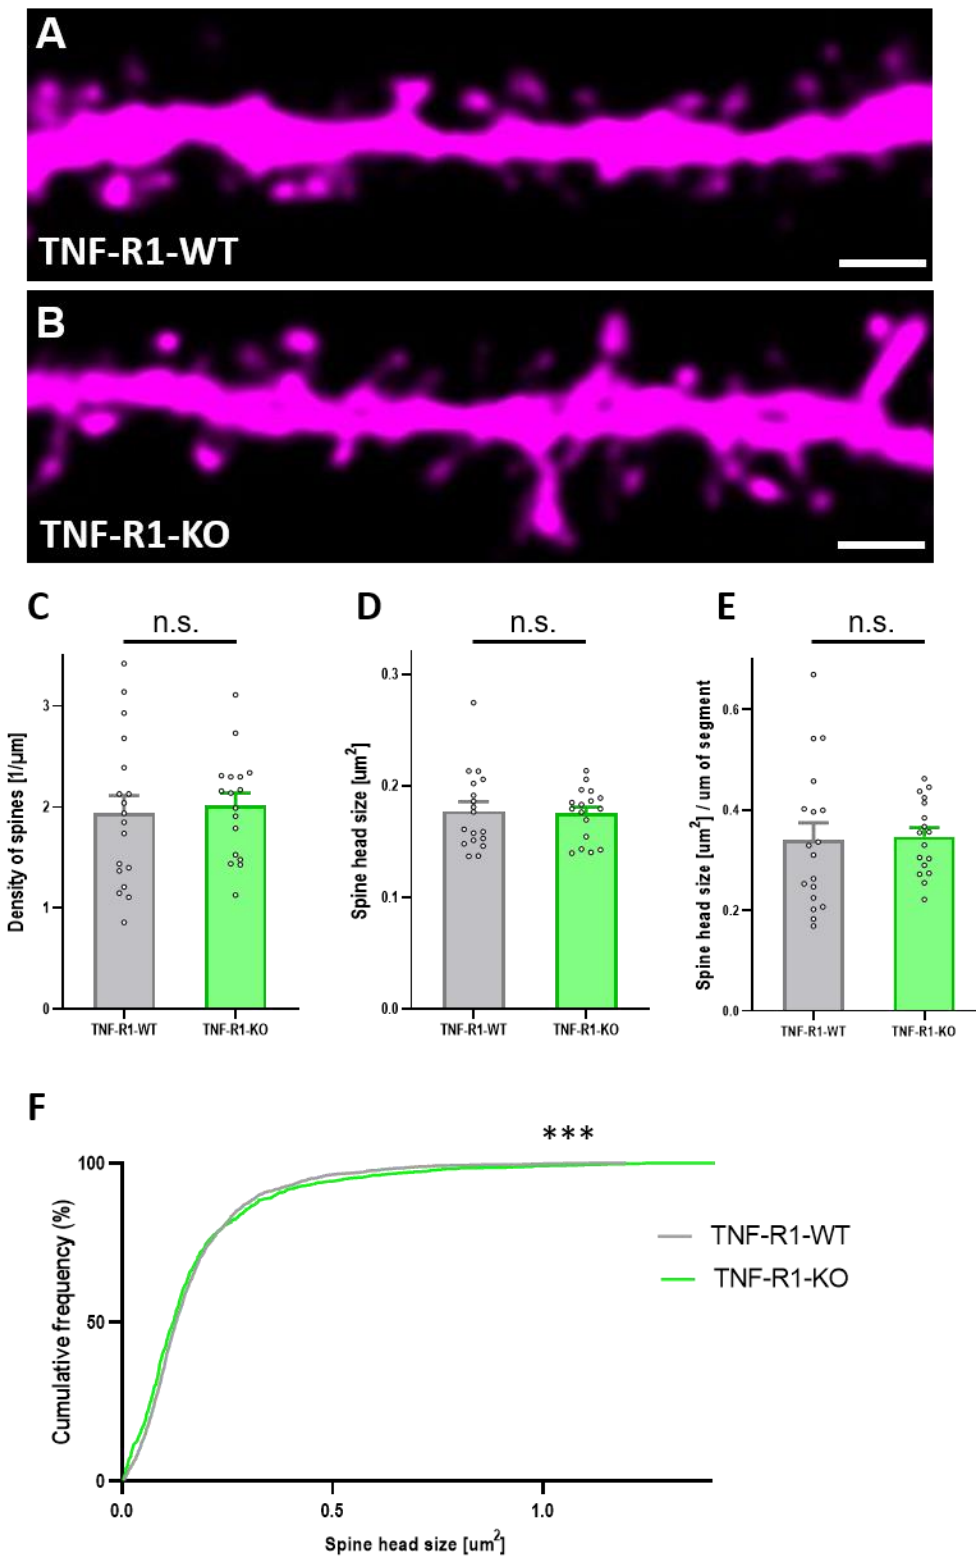 A
TNF-R1-WT
B
TNF-R1-KO
C
n.s.
Density of spines [1/µm]
3
2
1
0
TNF-R1-WT TNF-R1-KO
D
n.s.
Spine head size [um²]
0.3
0.2
0.1
0.0
TNF-R1-WT TNF-R1-KO
E
n.s.
Spine head size [um²] / um of segment
0.6
0.4
0.2
0.0
TNF-R1-WT TNF-R1-KO
F
***
Cumulative frequency (%)
100
50
0
0.0 0.5 1.0
Spine head size [um²]
TNF-R1-WT
TNF-R1-KO